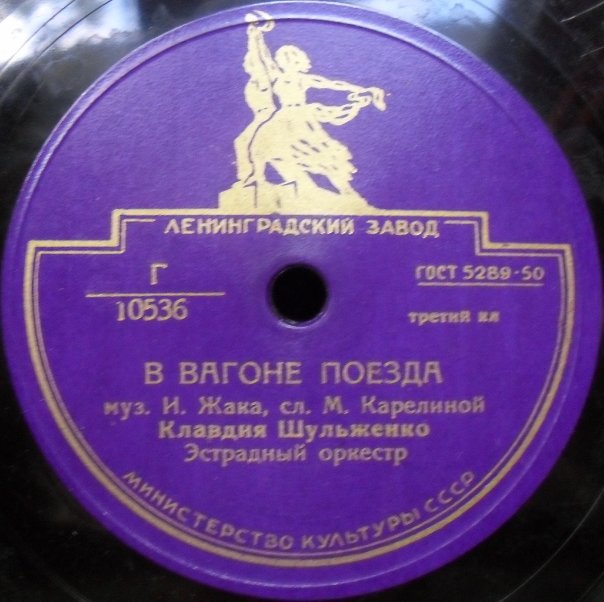 ЛЕНИНГРАДСКИЙ ЗАВОД
Г
10536
ГОСТ 5289-50
третий кл
В ВАГОНЕ ПОЕЗДА
муз. И. Жака, сл. М. Карелиной
Клавдия Шульженко
Эстрадный оркестр
МИНИСТЕРСТВО КУЛЬТУРЫ СССР